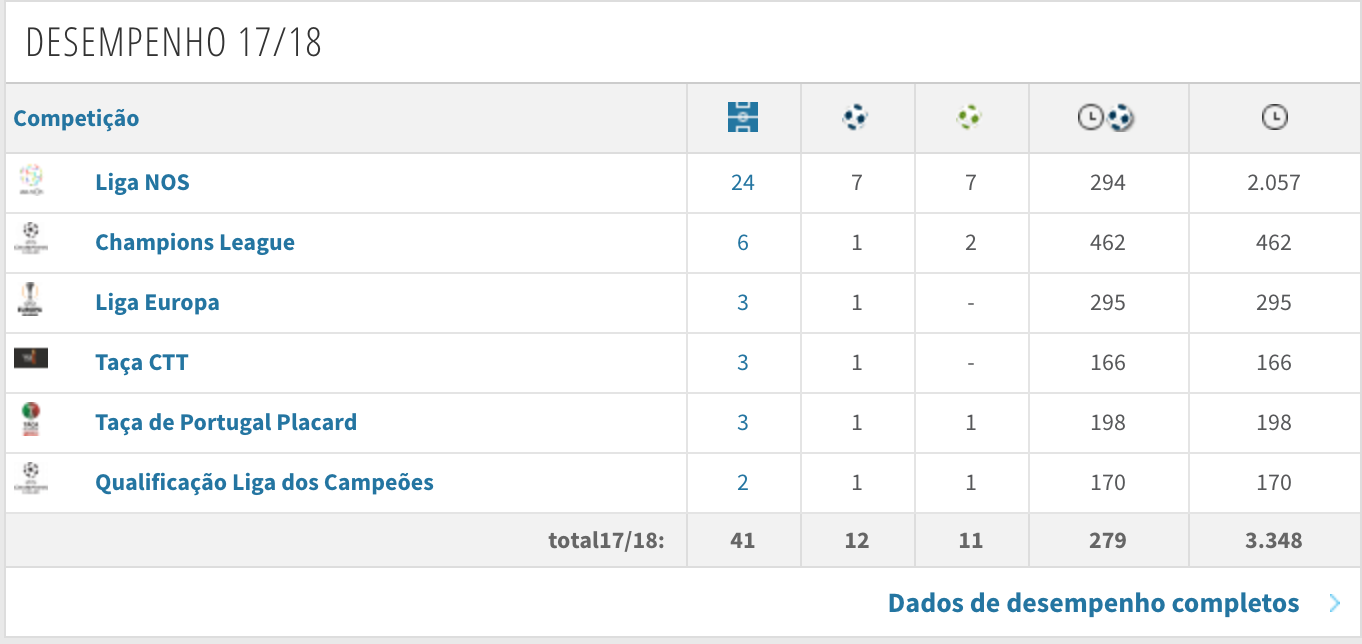 DESEMPENHO 17/18
Competição
Liga NOS 24 7 7 294 2.057
Champions League 6 1 2 462 462
Liga Europa 3 1 - 295 295
Taça CTT 3 1 - 166 166
Taça de Portugal Placard 3 1 1 198 198
Qualificação Liga dos Campeões 2 1 1 170 170
total17/18: 41 12 11 279 3.348
Dados de desempenho completos